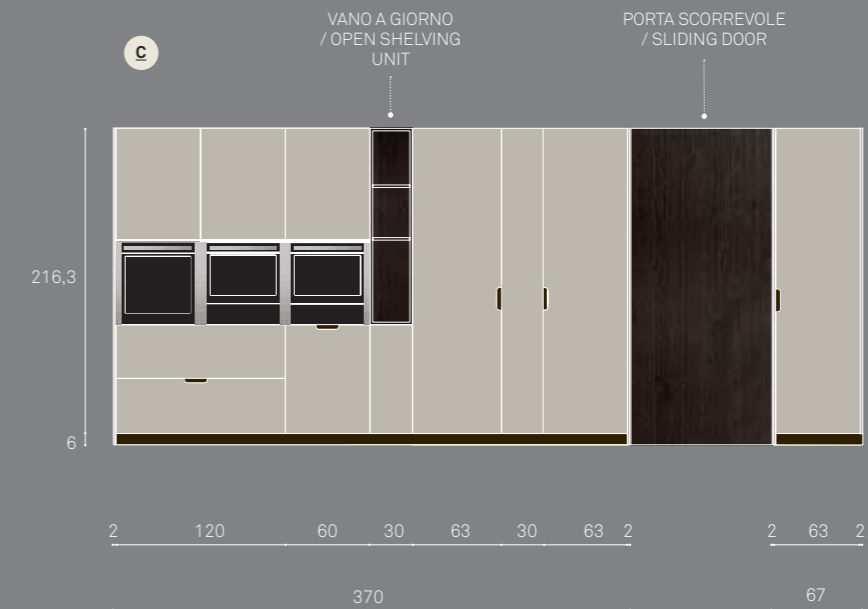 VANO A GIORNO
/ OPEN SHELVING
UNIT
PORTA SCORREVOLE
/ SLIDING DOOR
C
216,3
6
2 120 60 30 63 30 63 2 2 63 2
370 67